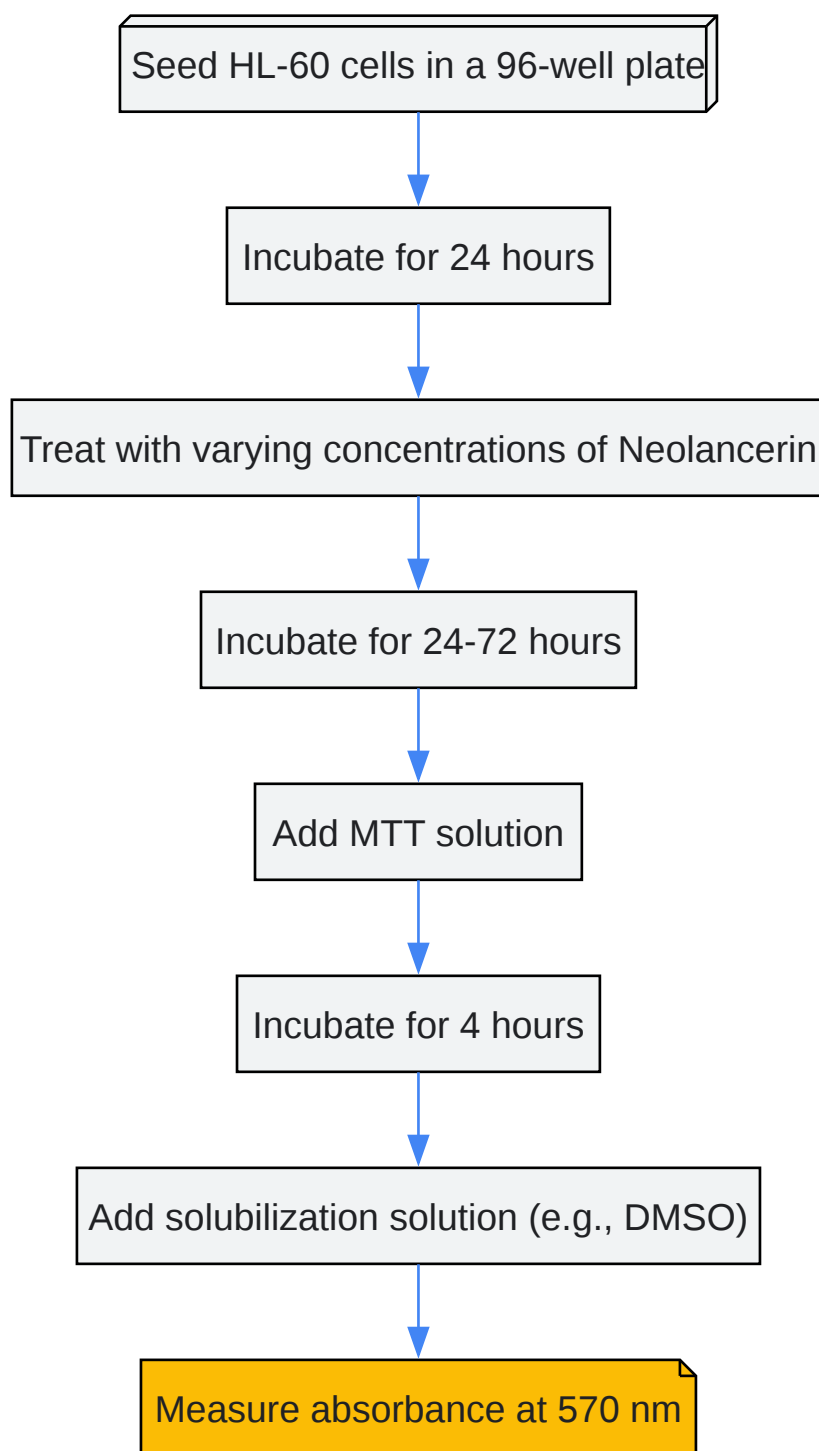 Seed HL-60 cells in a 96-well plate
Incubate for 24 hours
Treat with varying concentrations of Neolancerin
Incubate for 24-72 hours
Add MTT solution
Incubate for 4 hours
Add solubilization solution (e.g., DMSO)
Measure absorbance at 570 nm